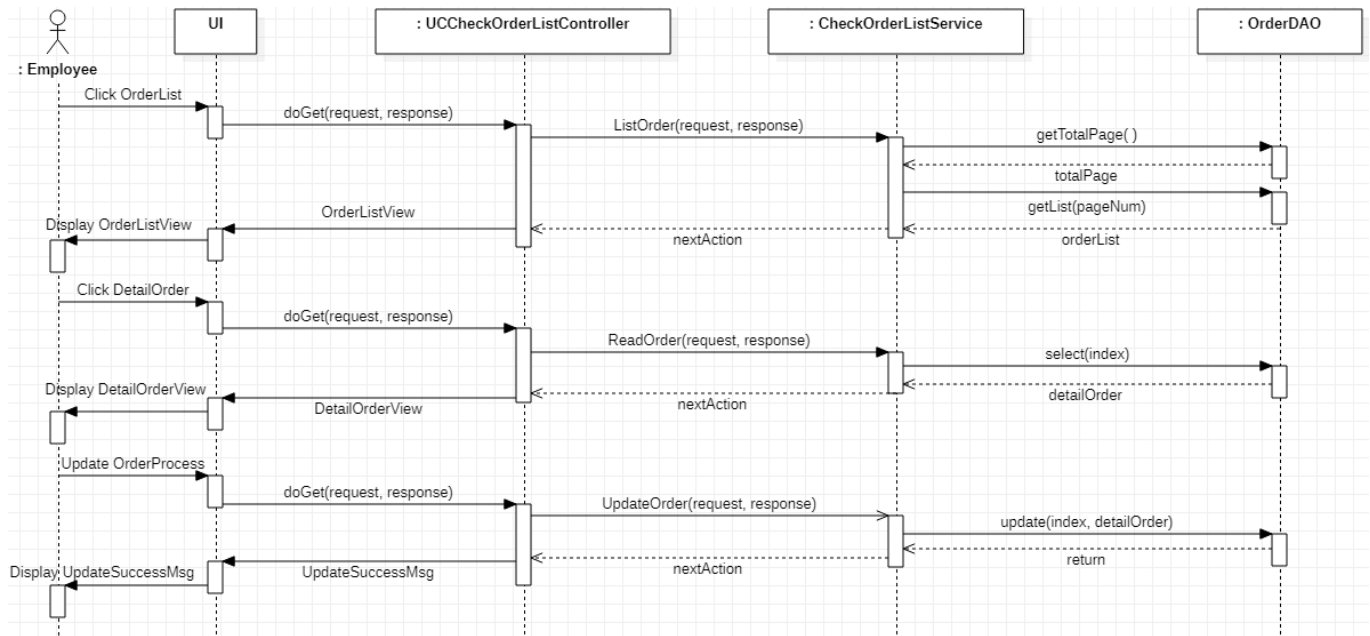 UI
: UCCheckOrderListController
: CheckOrderListService
: OrderDAO
: Employee
Click OrderList
doGet(request, response)
ListOrder(request, response)
getTotalPage( )
totalPage
getList(pageNum)
orderList
nextAction
OrderListView
Display OrderListView
Click DetailOrder
doGet(request, response)
ReadOrder(request, response)
select(index)
detailOrder
nextAction
DetailOrderView
Display DetailOrderView
Update OrderProcess
doGet(request, response)
UpdateOrder(request, response)
update(index, detailOrder)
return
nextAction
UpdateSuccessMsg
Display UpdateSuccessMsg